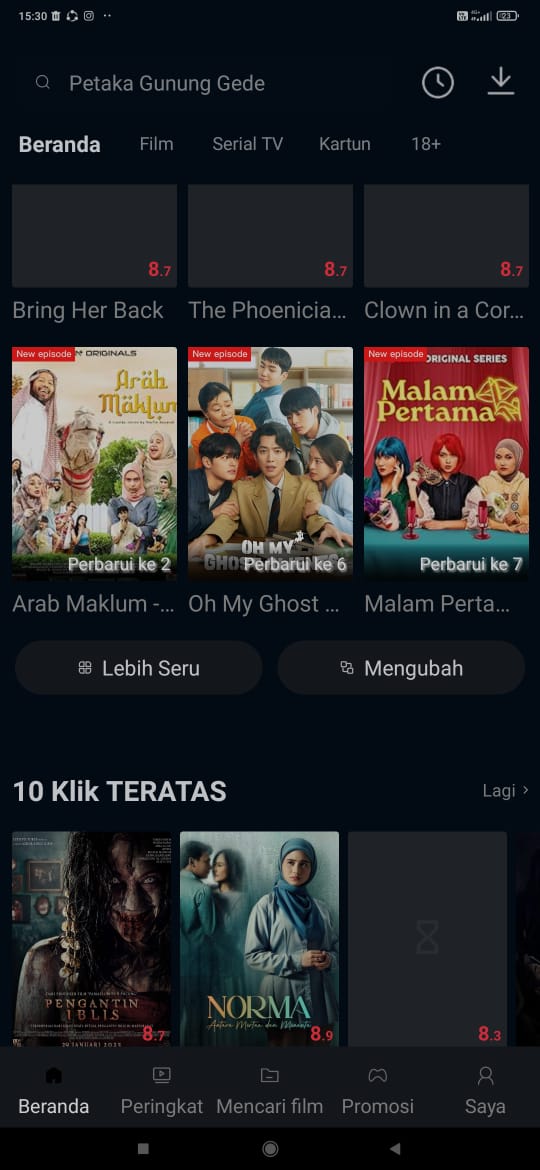 15:30
4G+
23
Petaka Gunung Gede
Beranda Film Serial TV Kartun 18+
8.7 8.7 8.7
Bring Her Back The Phoenicia... Clown in a Cor...
New episode New episode New episode
ORIGINALS
ORIGINAL SERIES
Arab
Maklum
Malam
Pertama
OH MY
Perbarui ke 2 Perbarui ke 6 Perbarui ke 7
Arab Maklum -... Oh My Ghost ... Malam Perta...
Lebih Seru Mengubah
10 Klik TERATAS Lagi
PENGANTIN
IBLIS
NORMA
Antara Mertua dan Menantu
8.7 8.9 8.3
Beranda Peringkat Mencari film Promosi Saya